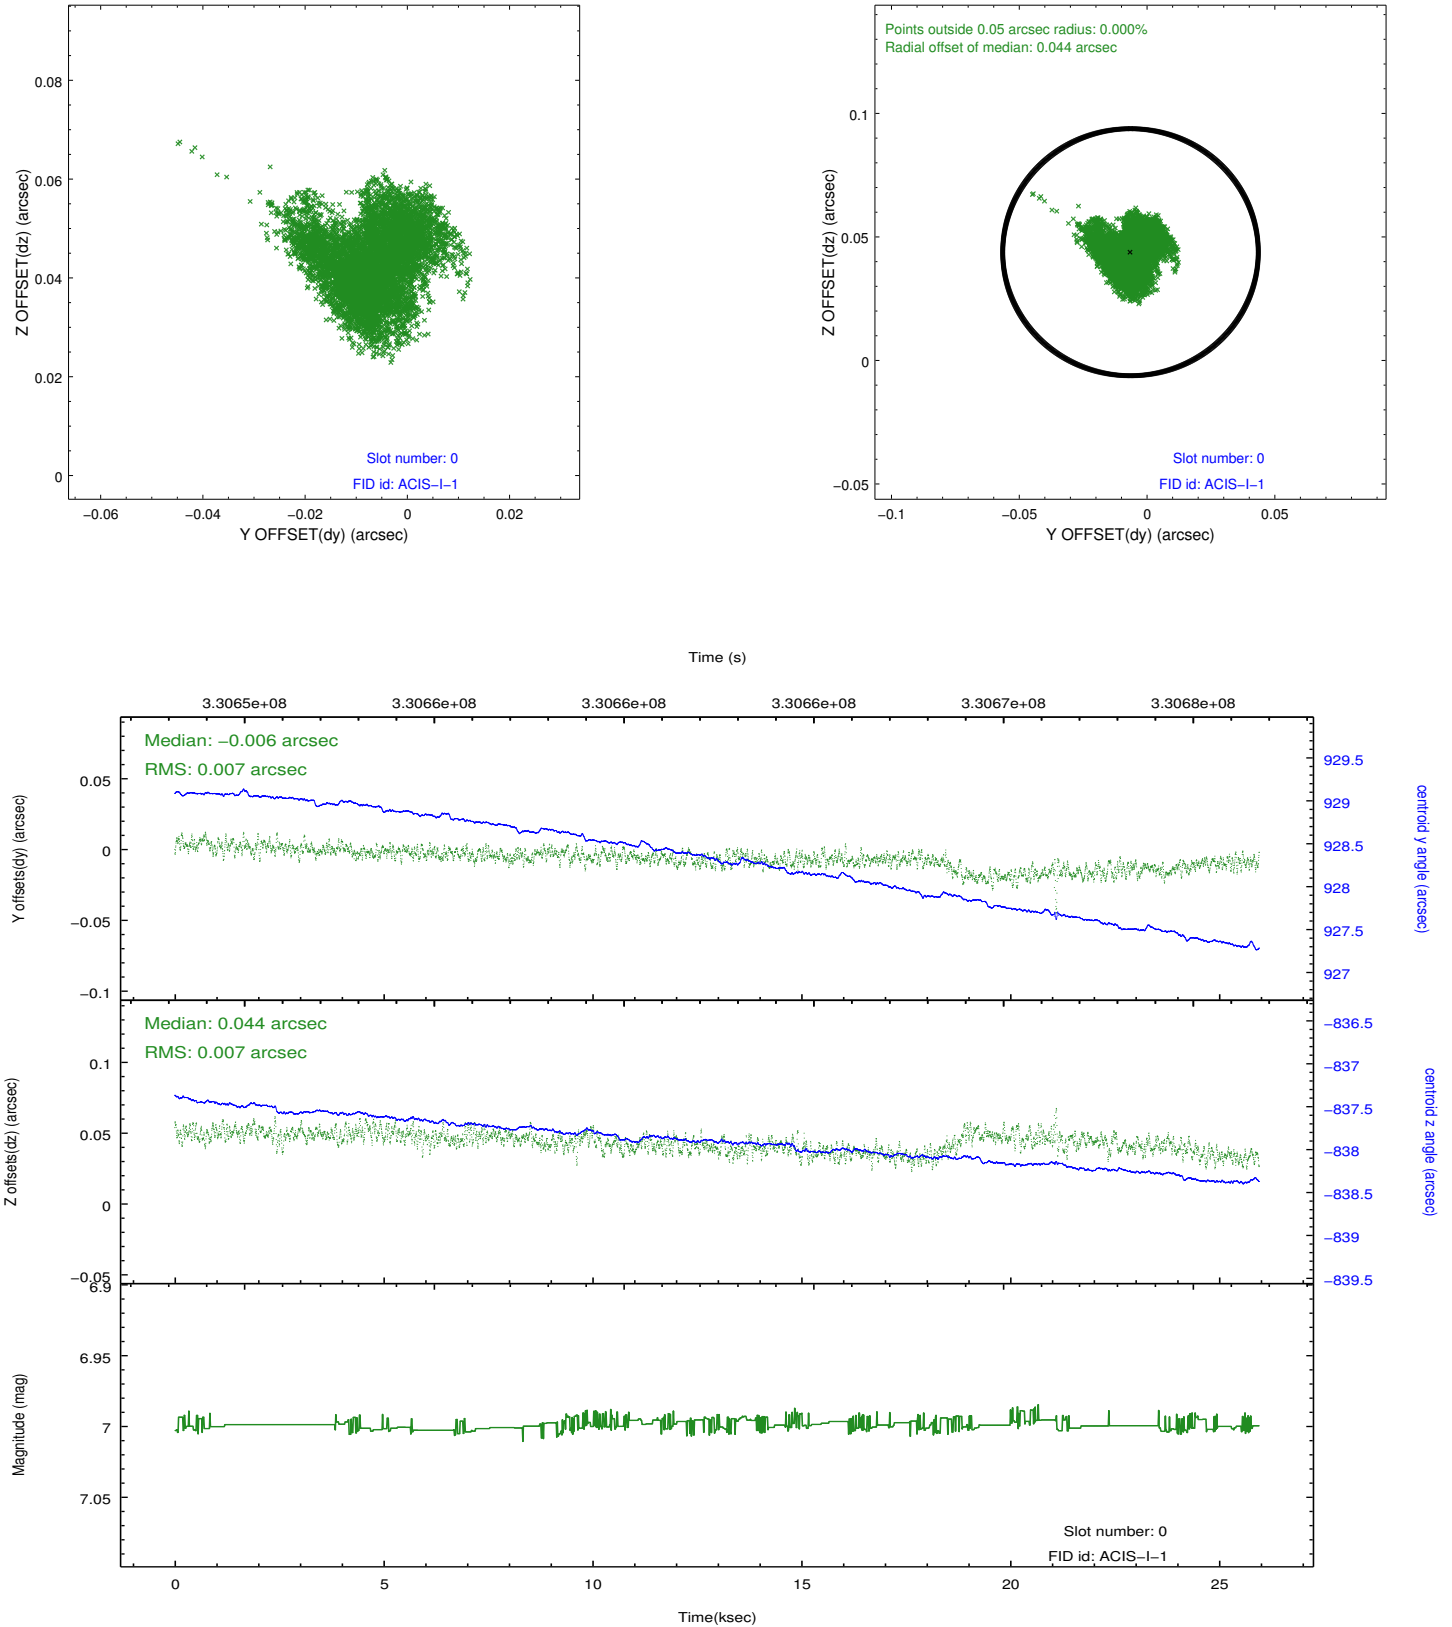 0.08
0.06
0.04
0.02
0
Z OFFSET(dz) (arcsec)
Slot number: 0
FID id: ACIS−I−1
−0.06
−0.04
−0.02
0
0.02
Y OFFSET(dy) (arcsec)
Points outside 0.05 arcsec radius: 0.000%
Radial offset of median: 0.044 arcsec
0.1
0.05
0
−0.05
Z OFFSET(dz) (arcsec)
Slot number: 0
FID id: ACIS−I−1
−0.1
−0.05
0
0.05
Y OFFSET(dy) (arcsec)
Time (s)
3.3065e+08
3.3066e+08
3.3066e+08
3.3066e+08
3.3067e+08
3.3068e+08
Median: −0.006 arcsec
RMS: 0.007 arcsec
0.05
0
−0.05
−0.1
Y offsets(dy) (arcsec)
929.5
929
928.5
928
927.5
927
centroid y angle (arcsec)
Median: 0.044 arcsec
RMS: 0.007 arcsec
0.1
0.05
0
−0.05
Z offsets(dz) (arcsec)
−836.5
−837
−837.5
−838
−838.5
−839
−839.5
centroid z angle (arcsec)
6.9
6.95
7
7.05
Magnitude (mag)
Slot number: 0
FID id: ACIS−I−1
0
5
10
15
20
25
Time(ksec)